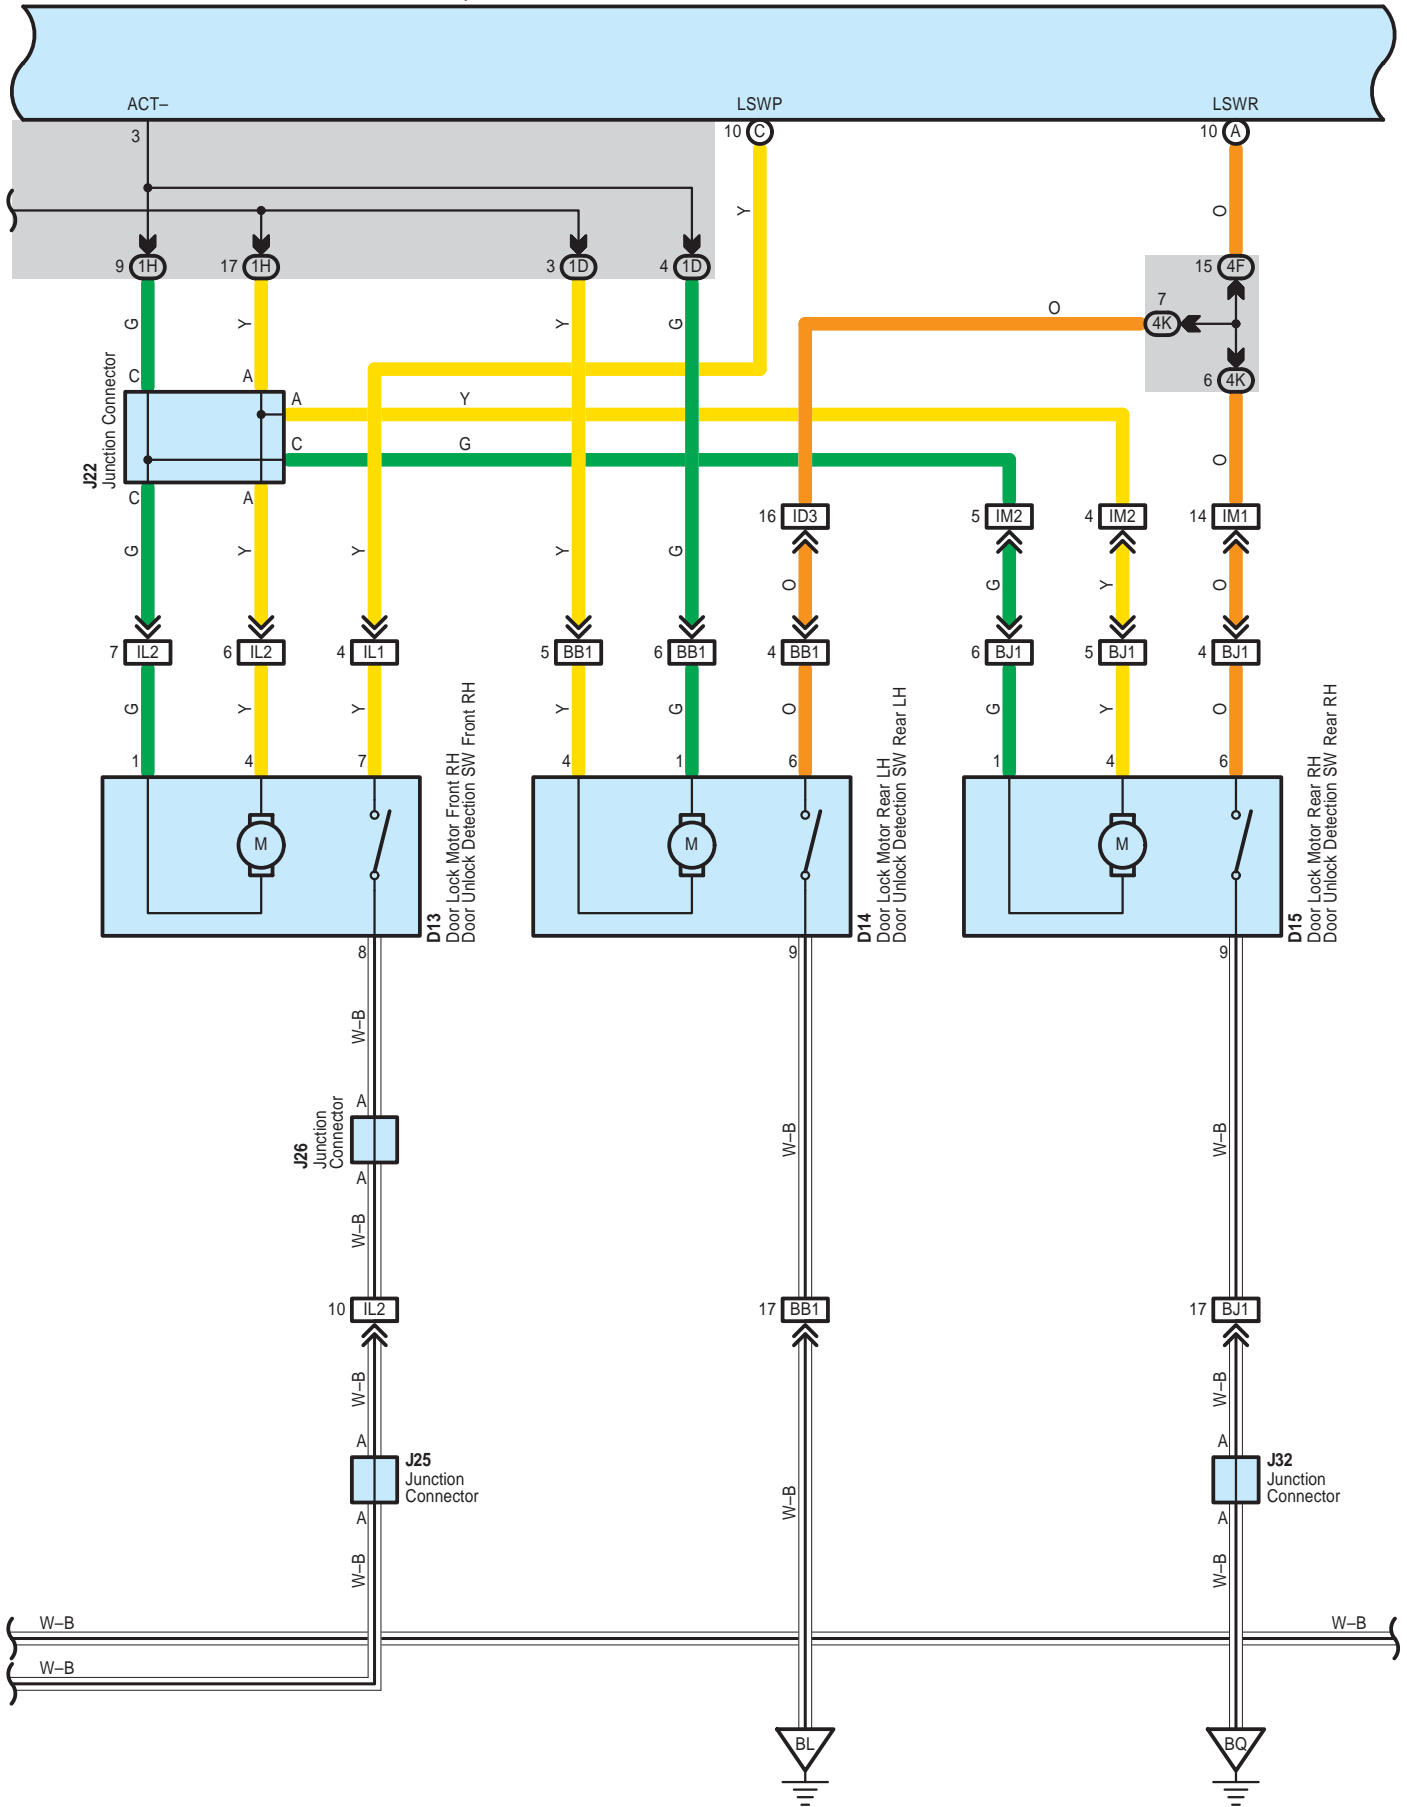 ACT– LSWP LSWR
3 10 C 10 A
Y O
9 1H 17 1H 3 1D 4 1D 15 4F
7
O
4K
G Y Y G
6 4K
J22
Junction Connector
C A
A Y
C G
C A
O
16 ID3 5 IM2 4 IM2 14 IM1
G Y Y Y G O G Y O
7 IL2 6 IL2 4 IL1 5 BB1 6 BB1 4 BB1 6 BJ1 5 BJ1 4 BJ1
G Y Y Y G O G Y O
1 4 7 4 1 6 1 4 6
M M M
D13
Door Lock Motor Front RH
Door Unlock Detection SW Front RH
D14
Door Lock Motor Rear LH
Door Unlock Detection SW Rear LH
D15
Door Lock Motor Rear RH
Door Unlock Detection SW Rear RH
8 9 9
W–B
A
J26
Junction
Connector
A
W–B W–B W–B
10 IL2 17 BB1 17 BJ1
W–B W–B
A A
J25
Junction
Connector
W–B
J32
Junction
Connector
A A
W–B W–B
W–B W–B
W–B
BL BQ